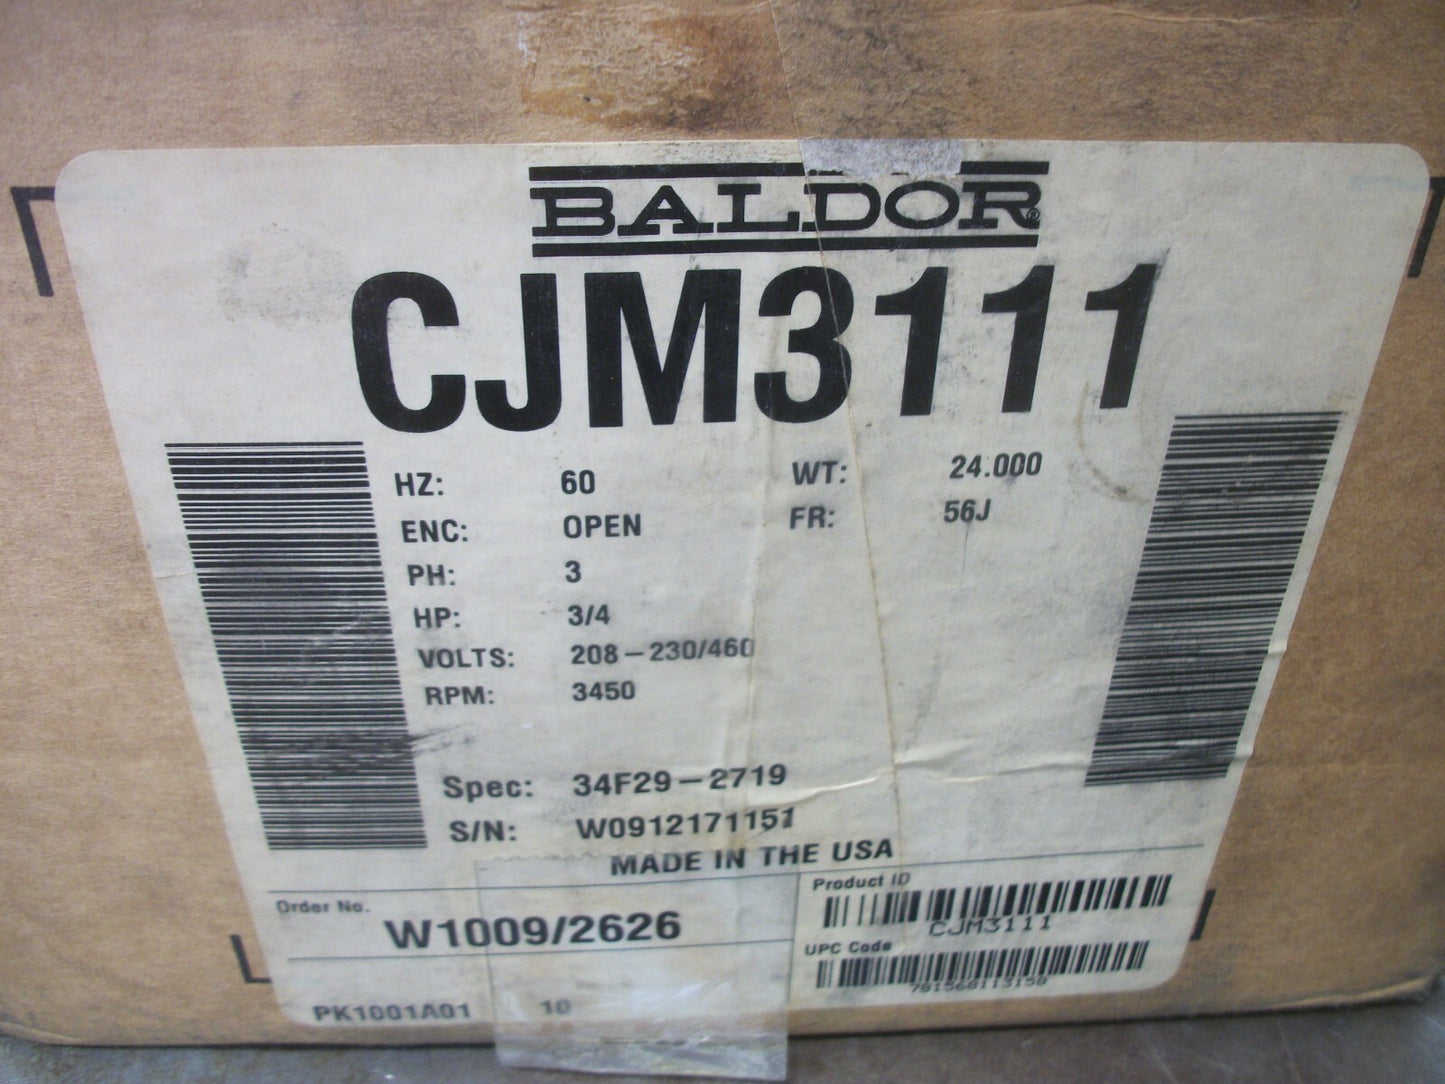 BALDOR®
CJM3111
HZ: 60 WT: 24.000
ENC: OPEN FR: 56J
PH: 3
HP: 3/4
VOLTS: 208-230/460
RPM: 3450
Spec: 34F29-2719
S/N: W0912171151
MADE IN THE USA
Order No.
W1009/2626
Product ID
CJM3111
UPC Code
781568113158
PK1001A01 10